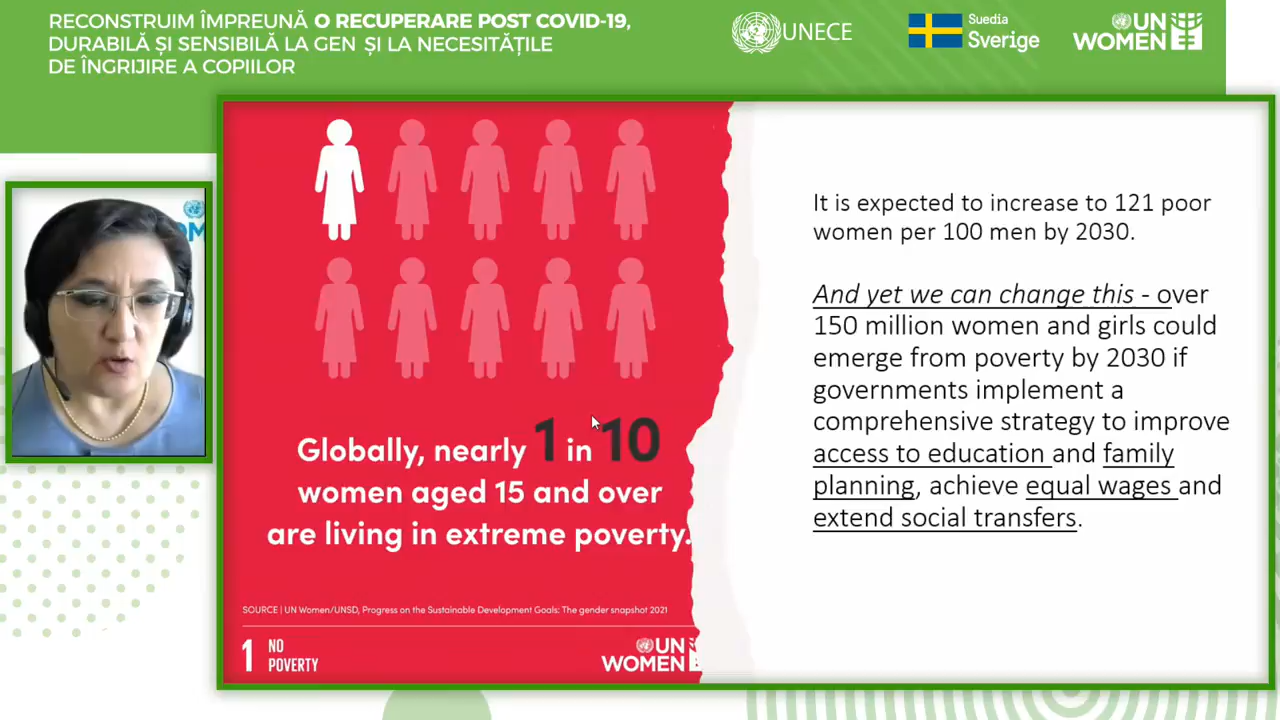 RECONSTRUIM ÎMPREUNĂ O RECUPERARE POST COVID-19,
DURABILĂ ȘI SENSIBILĂ LA GEN ȘI LA NECESITĂȚILE
DE ÎNGRIJIRE A COPIILOR
UNECE
Suedia
Sverige
UN
WOMEN
Globally, nearly 1 in 10
women aged 15 and over
are living in extreme poverty.
SOURCE | UN Women/UNSD, Progress on the Sustainable Development Goals: The gender snapshot 2021
1 NO
POVERTY
UN
WOMEN
It is expected to increase to 121 poor
women per 100 men by 2030.
And yet we can change this - over
150 million women and girls could
emerge from poverty by 2030 if
governments implement a
comprehensive strategy to improve
access to education and family
planning, achieve equal wages and
extend social transfers.